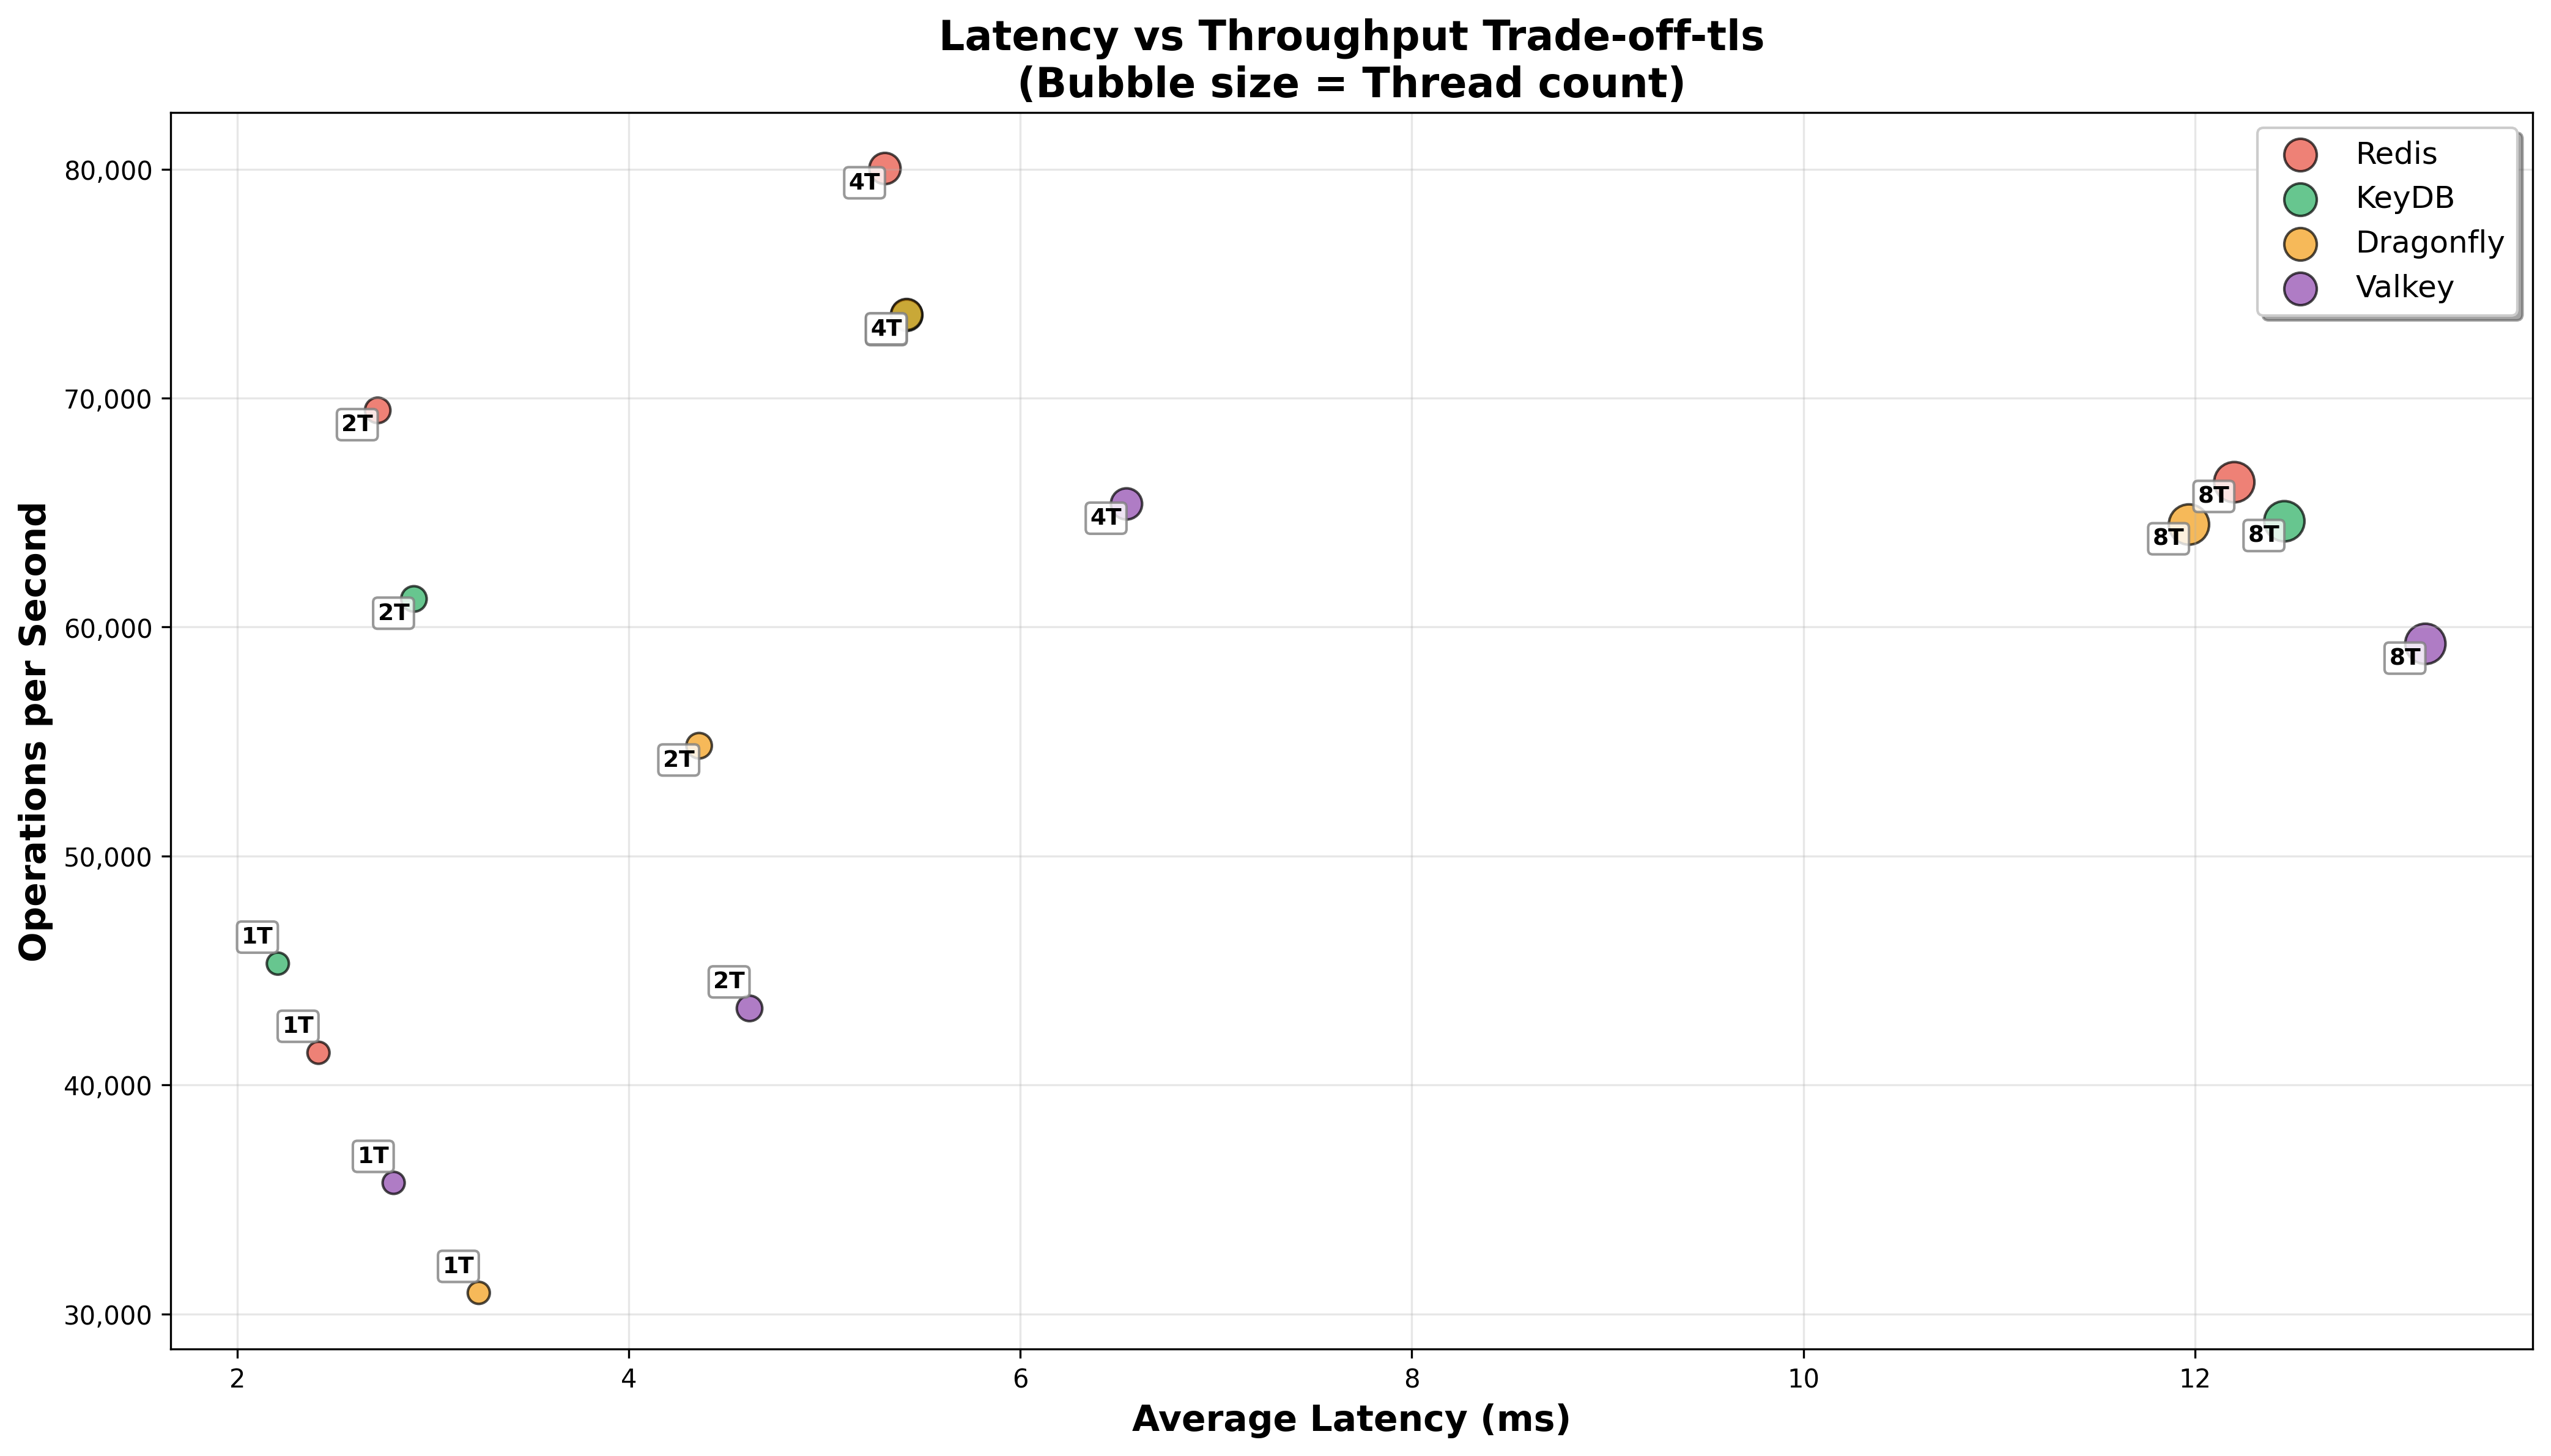 Latency vs Throughput Trade-off-tls
(Bubble size = Thread count)
Redis
KeyDB
Dragonfly
Valkey
Operations per Second
80,000
70,000
60,000
50,000
40,000
30,000
4T
4T
2T
4T
8T
8T
8T
2T
8T
2T
1T
2T
1T
1T
1T
2
4
6
8
10
12
Average Latency (ms)